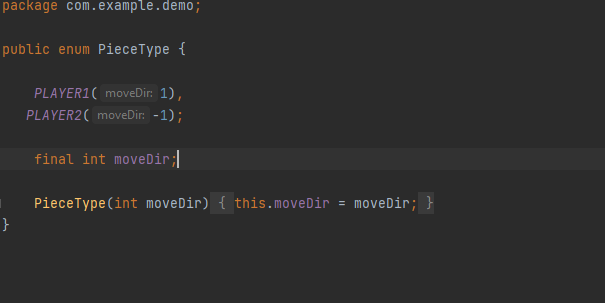 package com.example.demo;
public enum PieceType {
PLAYER1( moveDir: 1),
PLAYER2( moveDir: -1);
final int moveDir;
PieceType(int moveDir) { this.moveDir = moveDir; }
}